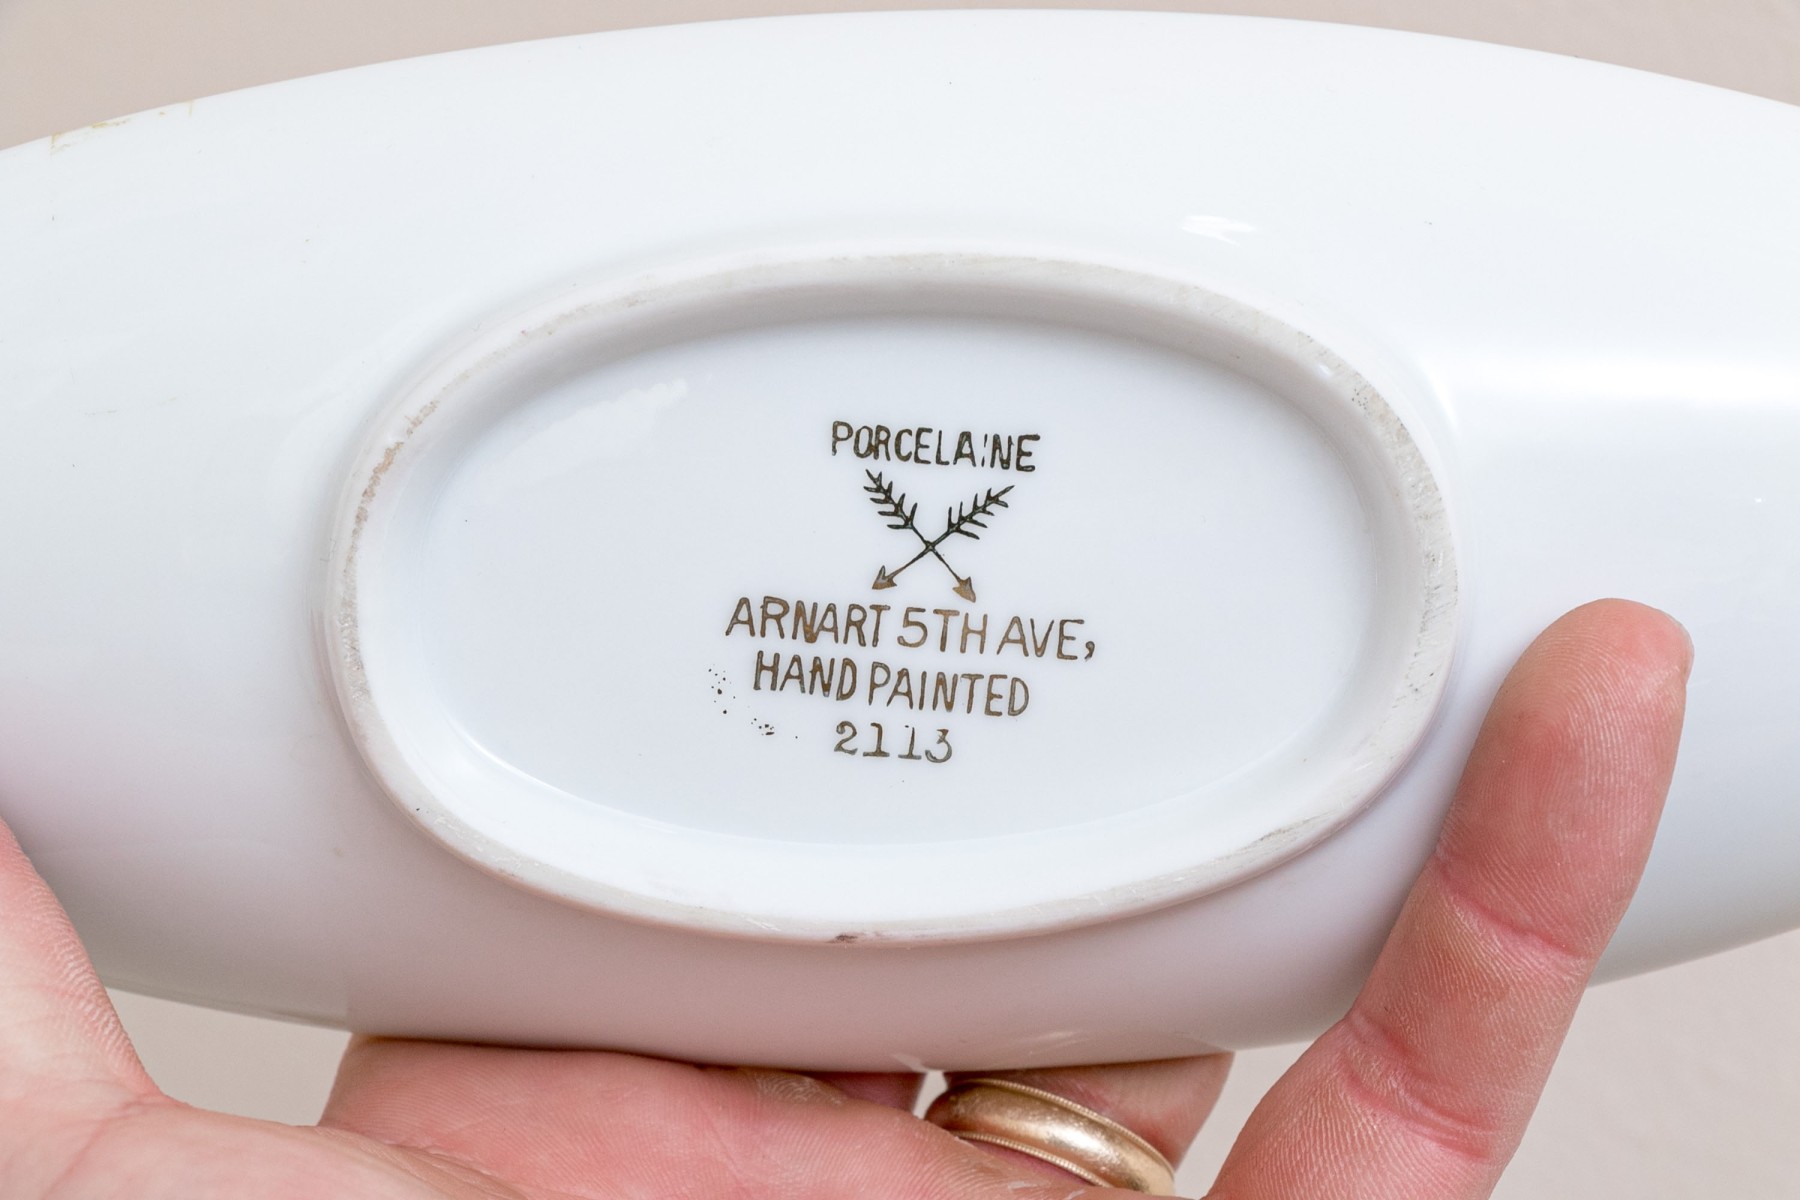 PORCELAINE
ARNART 5TH AVE,
HAND PAINTED
2113